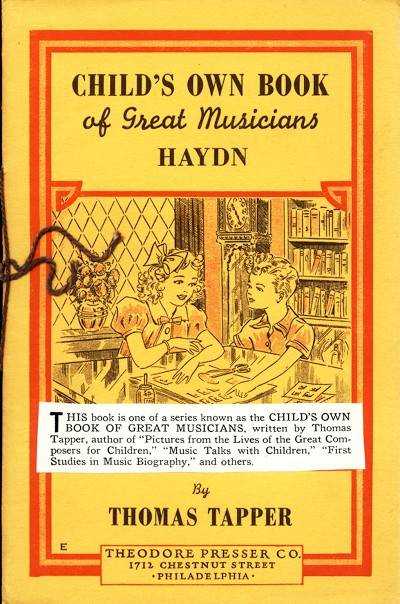 CHILD'S OWN BOOK
of Great Musicians
HAYDN
THIS book is one of a series known as the CHILD'S OWN
BOOK OF GREAT MUSICIANS, written by Thomas
Tapper, author of "Pictures from the Lives of the Great Com-
posers for Children," "Music Talks with Children," "First
Studies in Music Biography," and others.
By
THOMAS TAPPER
E
THEODORE PRESSER CO.
1712 CHESTNUT STREET
·PHILADELPHIA·